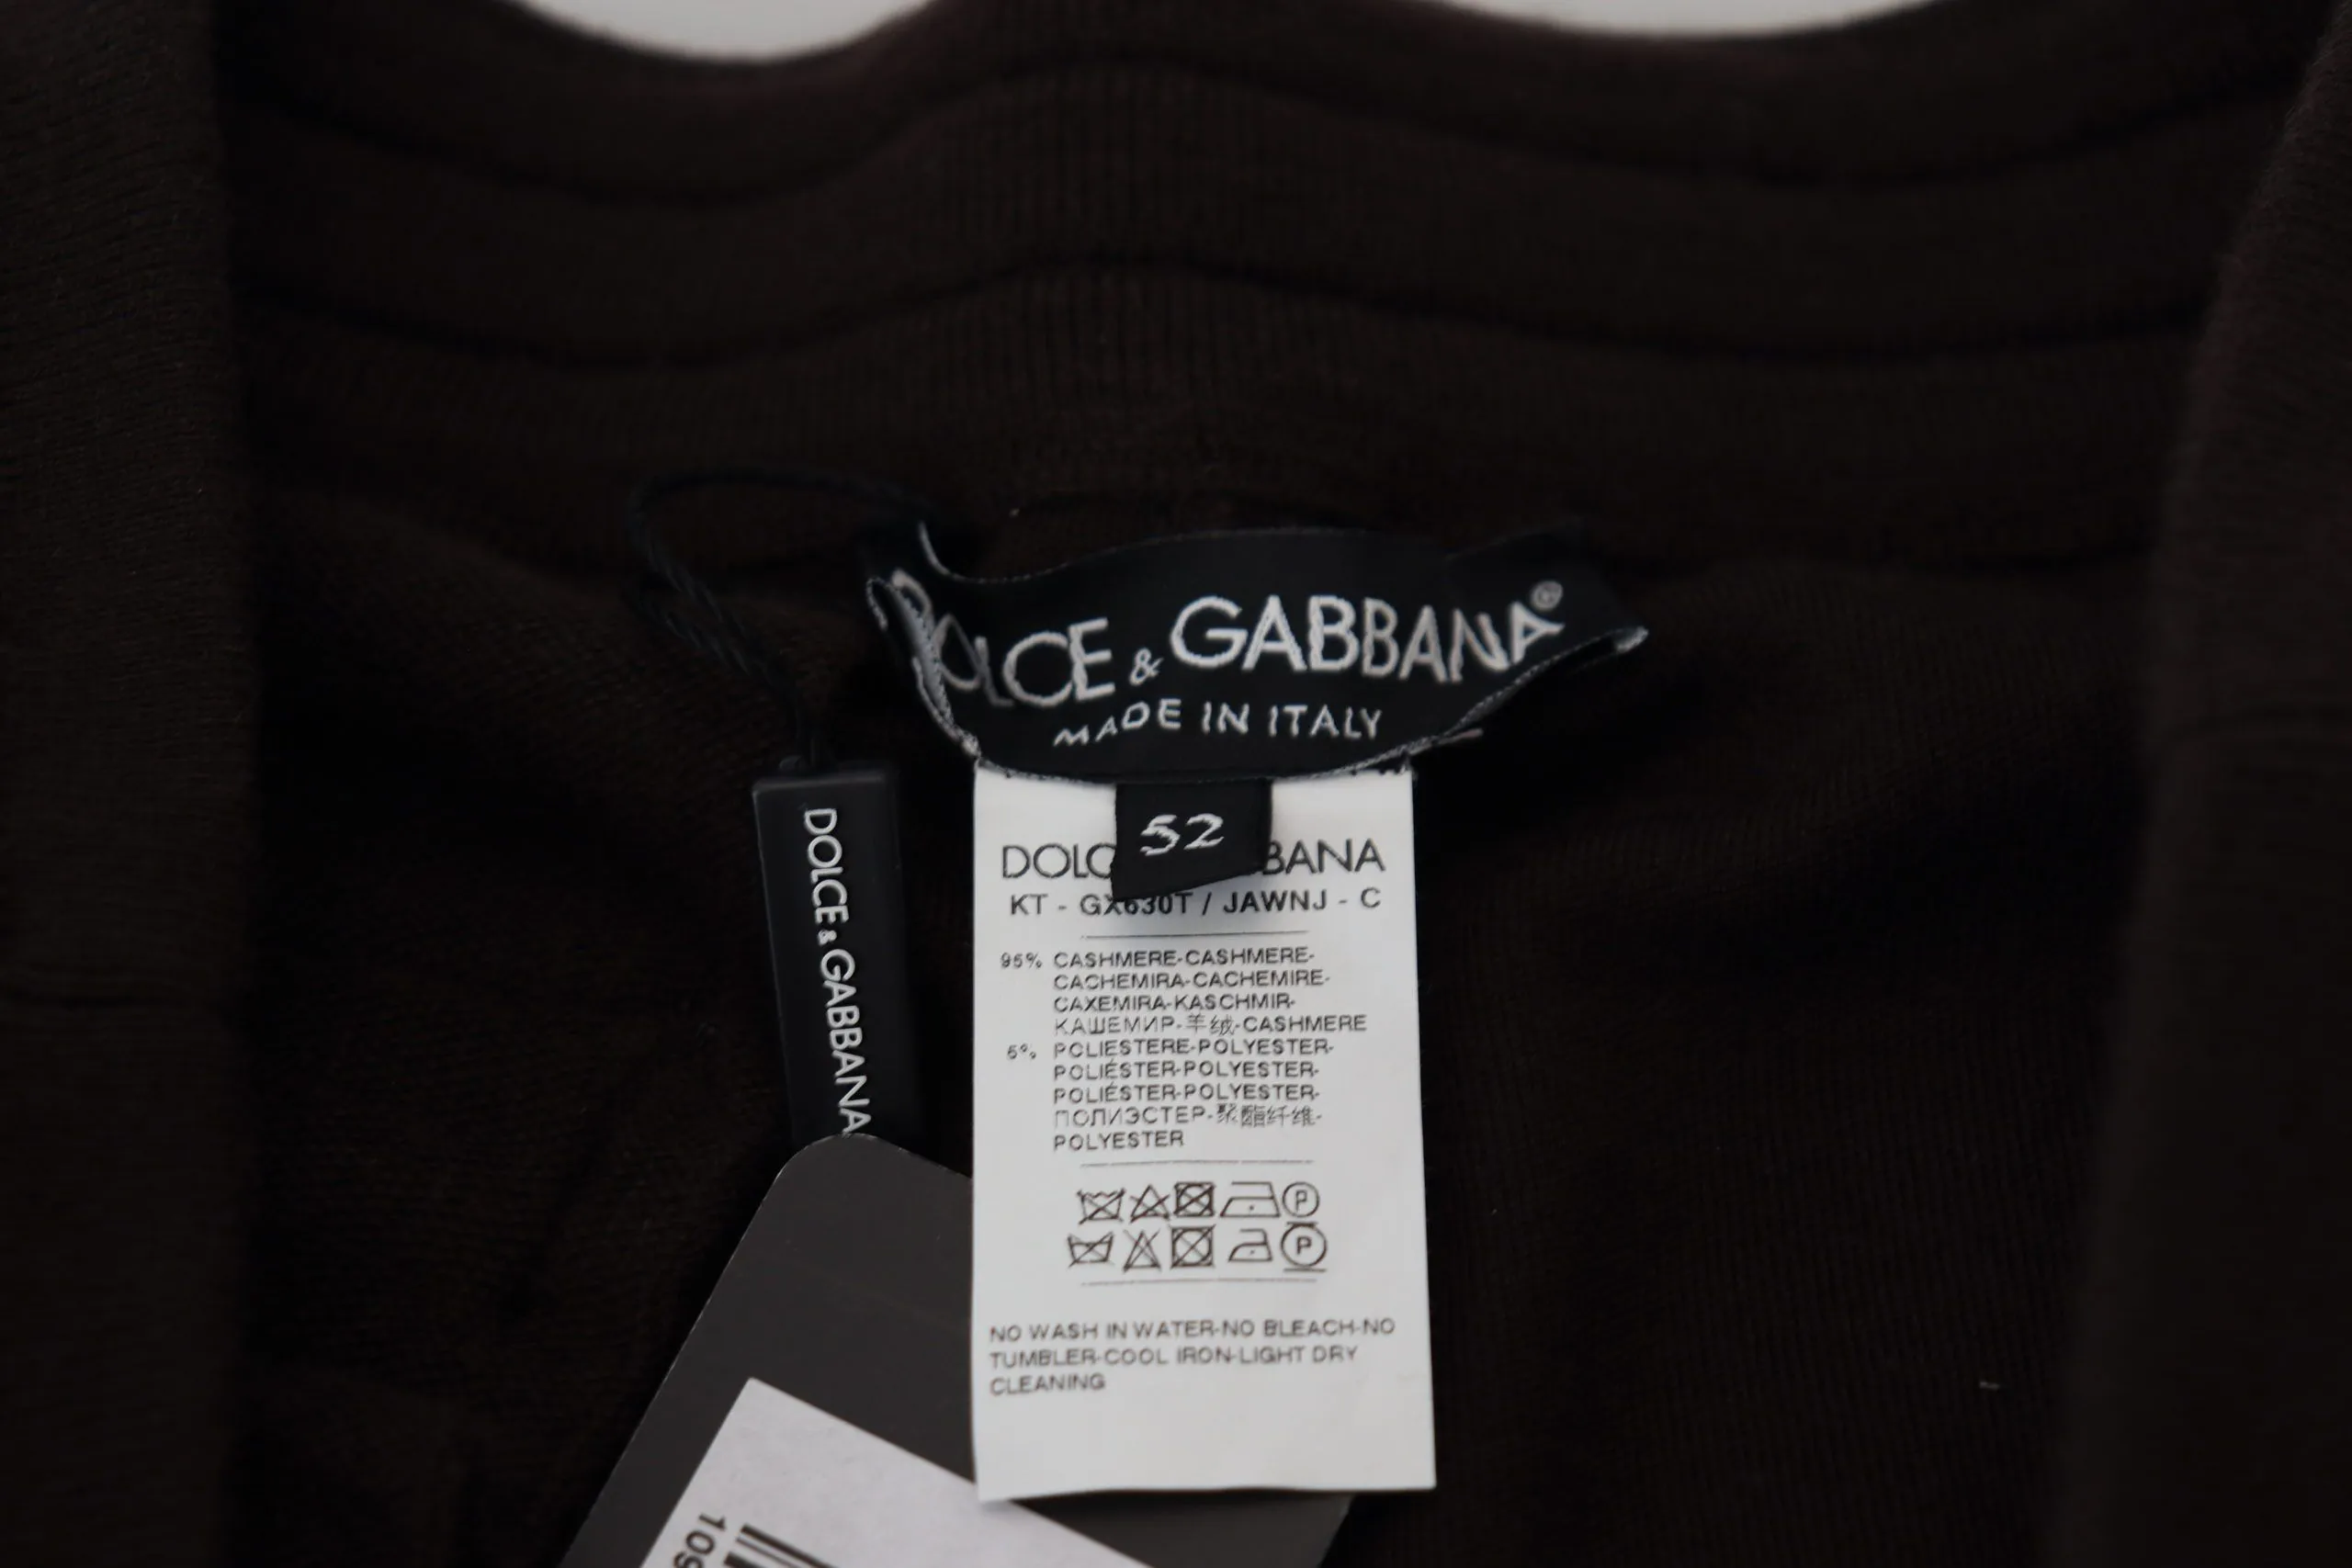 DOLCE & GABBANA®
MADE IN ITALY
52
DOLCE & GABBANA
KT - GX630T / JAWNJ - C
95% CASHMERE-CASHMERE-
CACHEMIRA-CACHEMIRE-
CAXEMIRA-KASCHMIR-
КАШЕМИР-羊绒-CASHMERE
5% POLIESTERE-POLYESTER-
POLIÉSTER-POLYESTER-
POLIÉSTER-POLYESTER-
ПОЛИЭСТЕР-聚酯纤维-
POLYESTER
P
P
NO WASH IN WATER-NO BLEACH-NO
TUMBLER-COOL IRON-LIGHT DRY
CLEANING
109